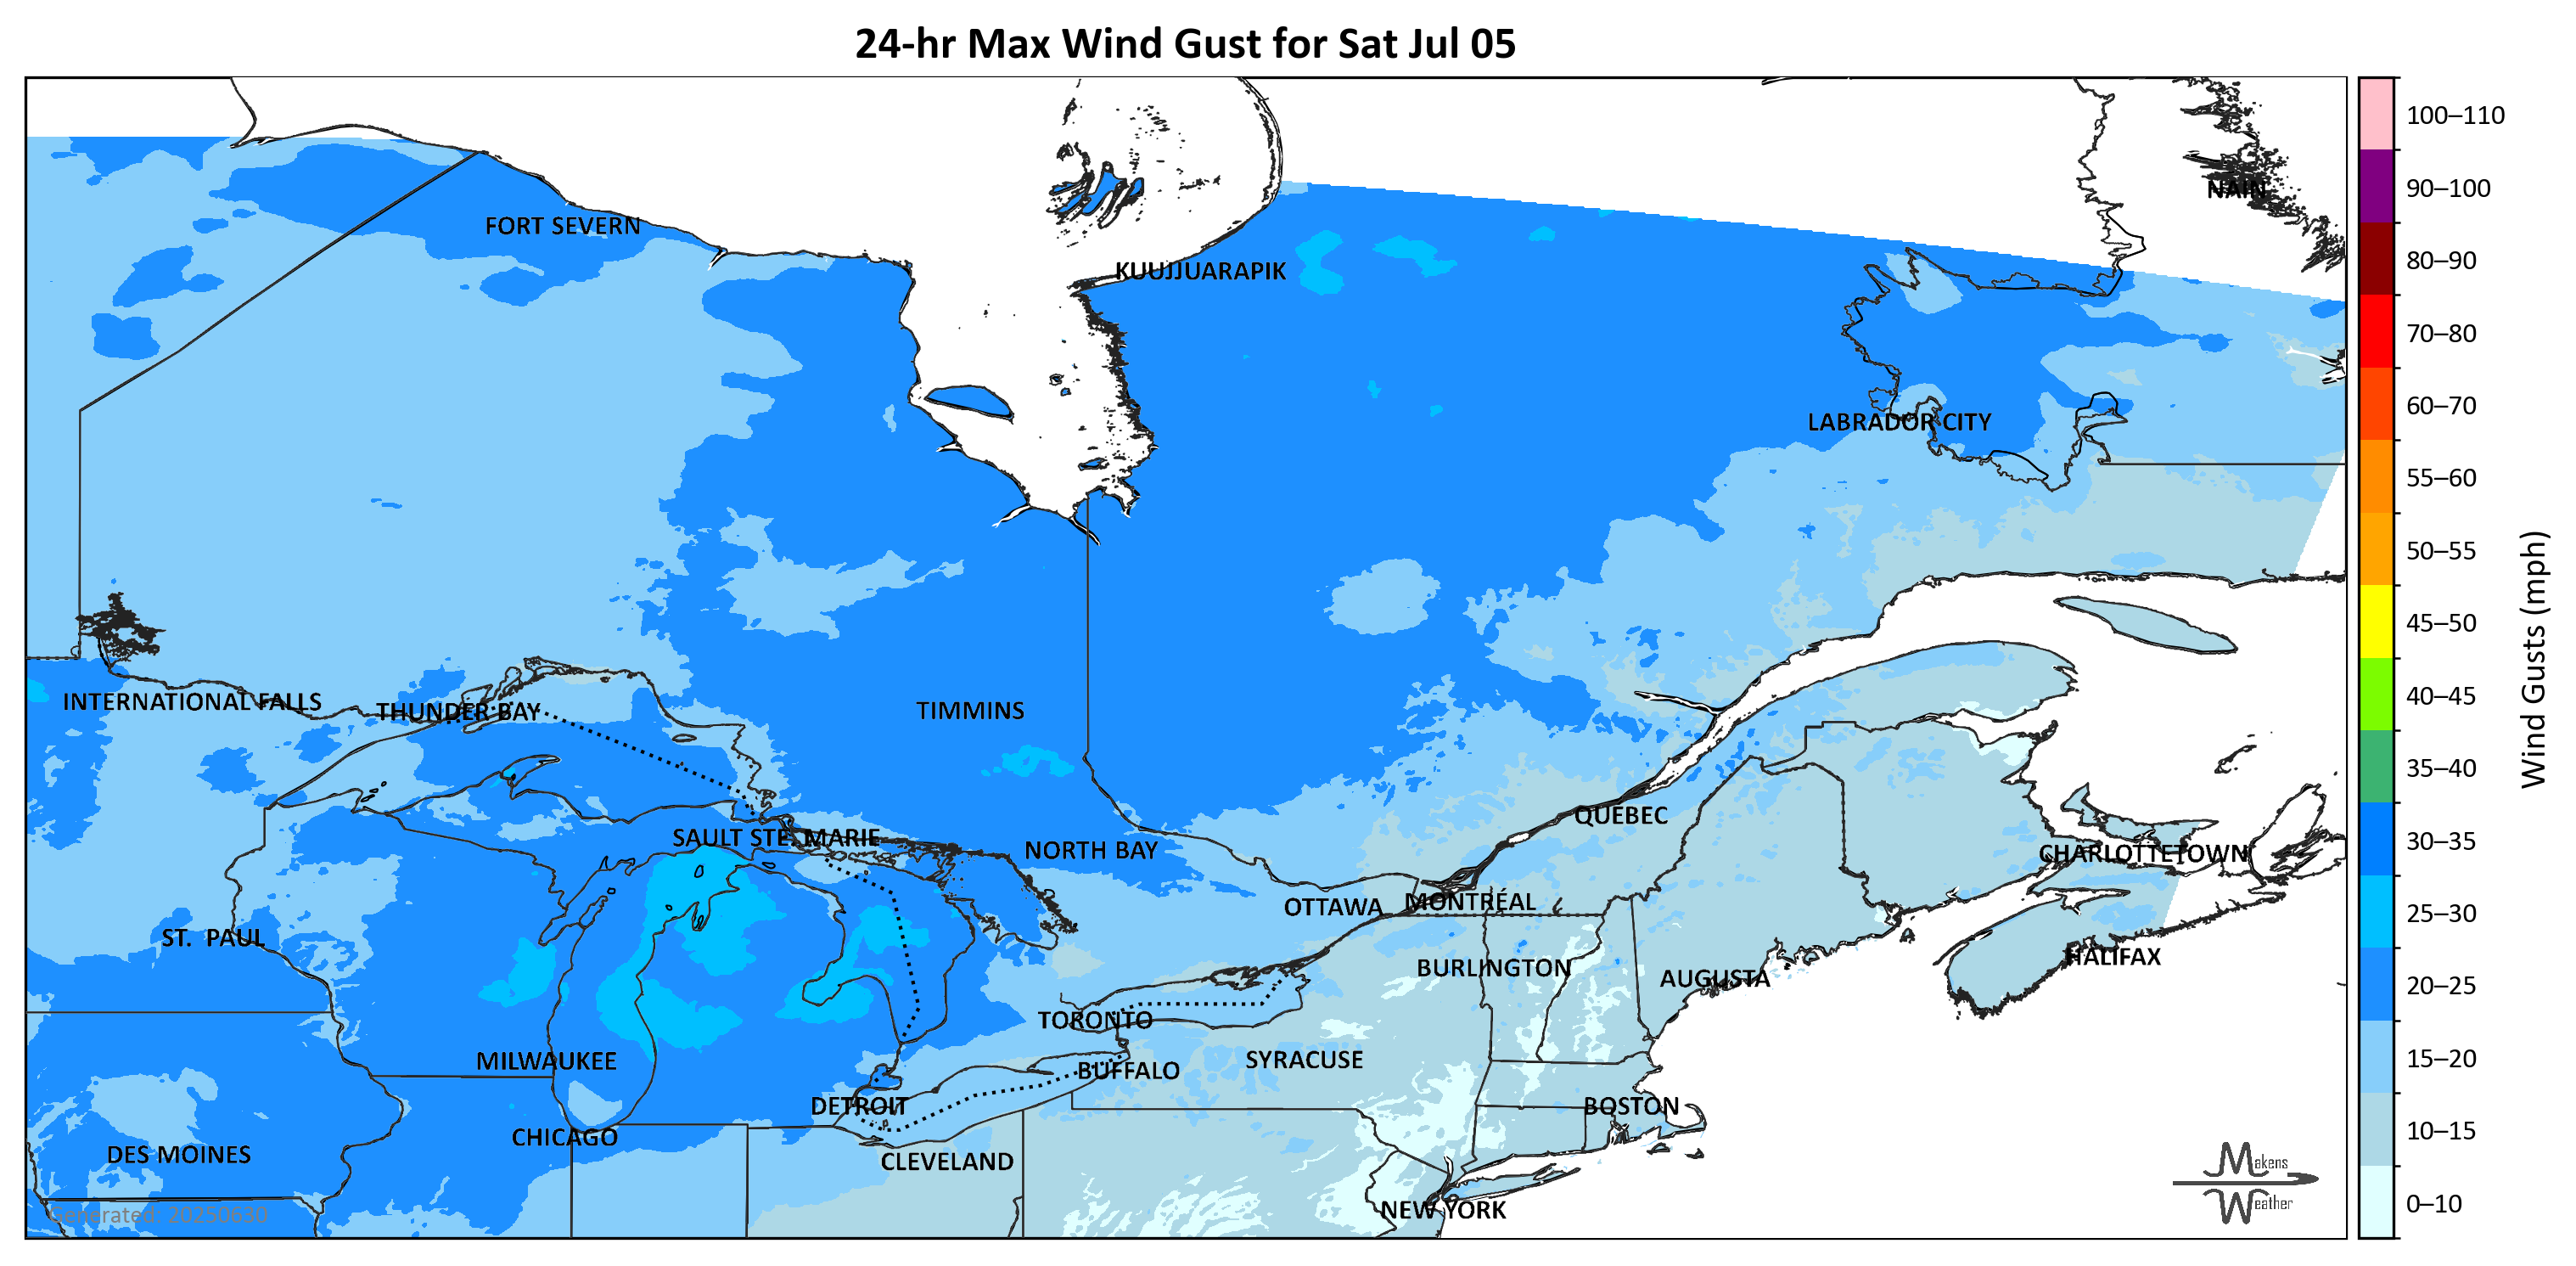 24-hr Max Wind Gust for Sat Jul 05
NAIN
FORT SEVERN
KUUJJUARAPIK
LABRADOR CITY
INTERNATIONAL FALLS
THUNDER BAY
TIMMINS
QUEBEC
SAULT STE. MARIE
NORTH BAY
CHARLOTTETOWN
OTTAWA
MONTRÉAL
ST. PAUL
HALIFAX
BURLINGTON
AUGUSTA
TORONTO
MILWAUKEE
SYRACUSE
BUFFALO
DETROIT
BOSTON
CHICAGO
DES MOINES
CLEVELAND
NEW YORK
Generated: 20250630
Makens
Weather
100–110
90–100
80–90
70–80
60–70
55–60
50–55
45–50
40–45
35–40
30–35
25–30
20–25
15–20
10–15
0–10
Wind Gusts (mph)